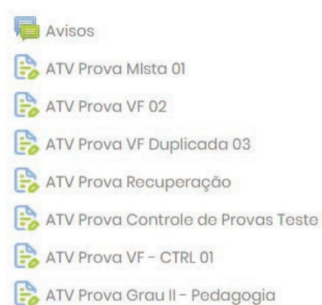 Avisos
ATV Prova MIsta 01
ATV Prova VF 02
ATV Prova VF Duplicada 03
ATV Prova Recuperação
ATV Prova Controle de Provas Teste
ATV Prova VF - CTRL 01
ATV Prova Grau II - Pedagogia